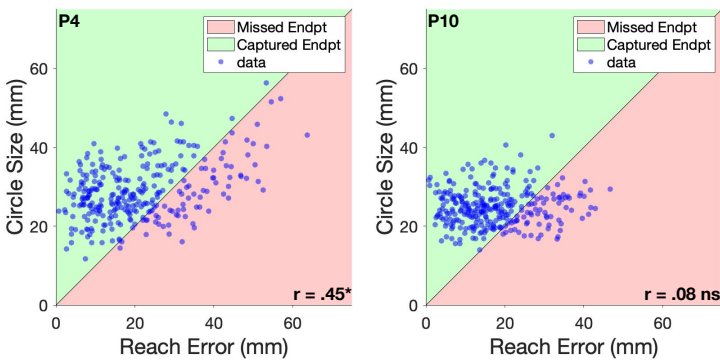 P4
Missed Endpt
Captured Endpt
data
60
40
20
0
Circle Size (mm)
r = .45*
0 20 40 60
Reach Error (mm)
P10
Missed Endpt
Captured Endpt
data
60
40
20
0
Circle Size (mm)
r = .08 ns
0 20 40 60
Reach Error (mm)